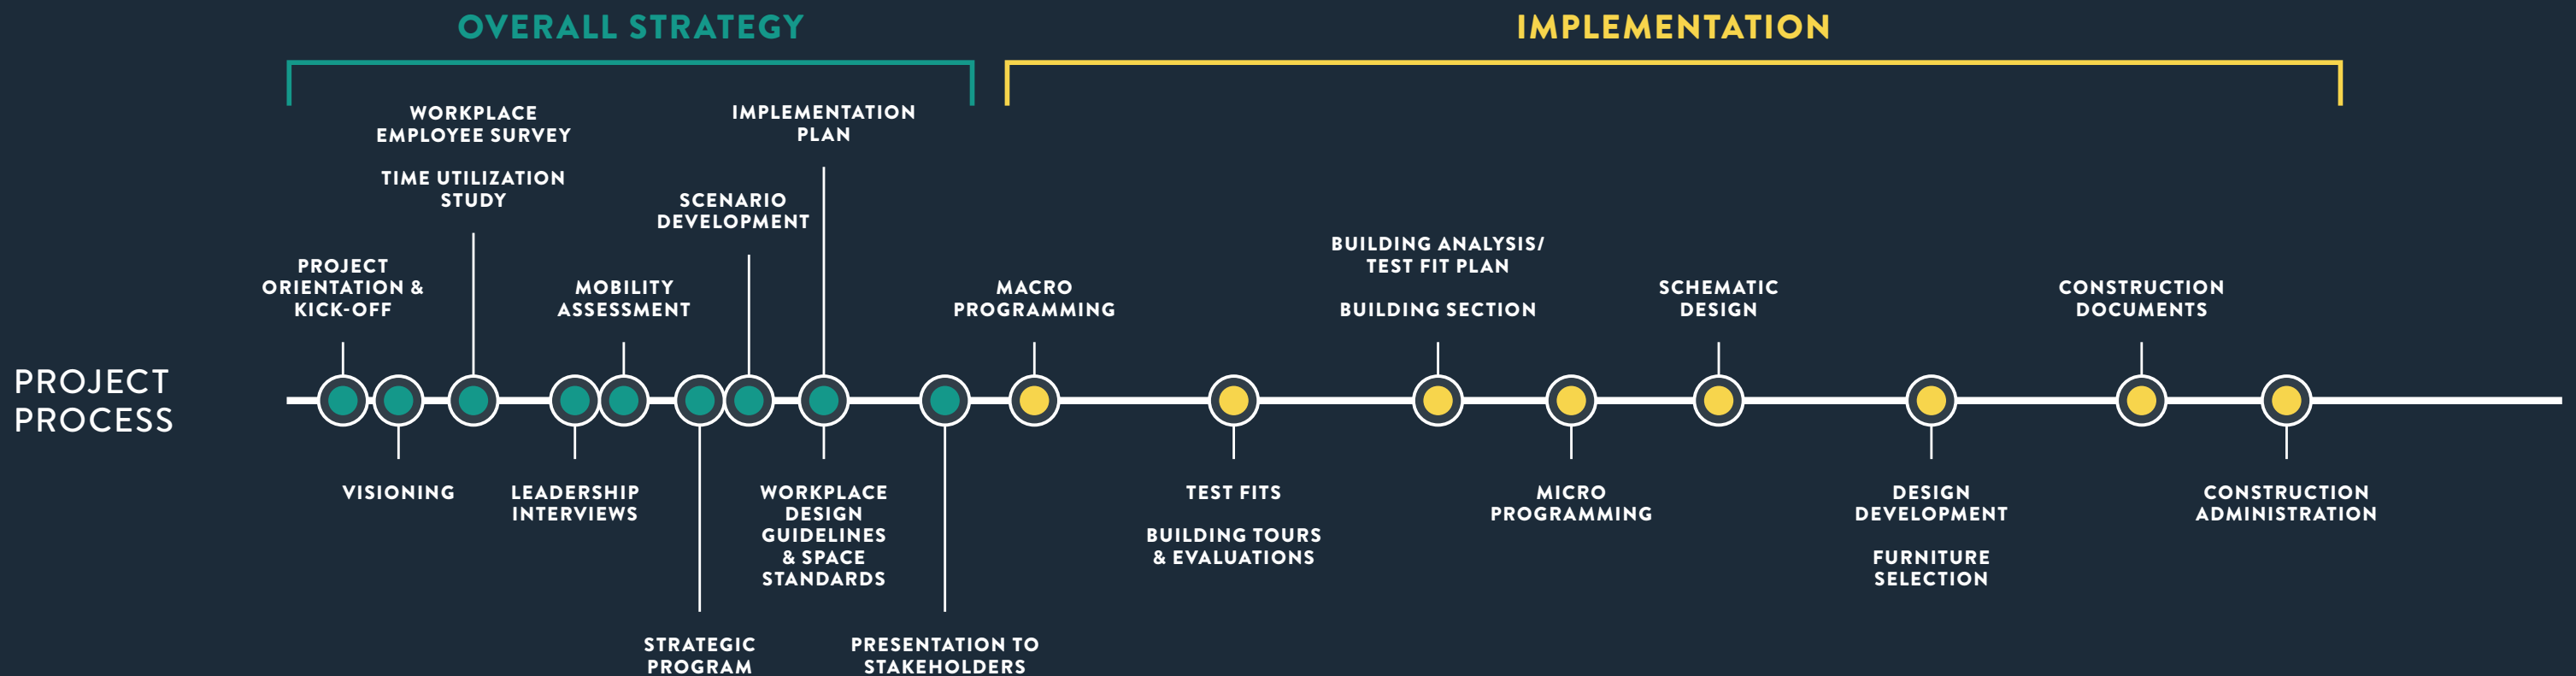 OVERALL STRATEGY
IMPLEMENTATION
WORKPLACE
EMPLOYEE SURVEY
TIME UTILIZATION
STUDY
IMPLEMENTATION
PLAN
SCENARIO
DEVELOPMENT
PROJECT
ORIENTATION &
KICK-OFF
MOBILITY
ASSESSMENT
MACRO
PROGRAMMING
BUILDING ANALYSIS/
TEST FIT PLAN
BUILDING SECTION
SCHEMATIC
DESIGN
CONSTRUCTION
DOCUMENTS
PROJECT
PROCESS
VISIONING
LEADERSHIP
INTERVIEWS
WORKPLACE
DESIGN
GUIDELINES
& SPACE
STANDARDS
TEST FITS
BUILDING TOURS
& EVALUATIONS
MICRO
PROGRAMMING
DESIGN
DEVELOPMENT
FURNITURE
SELECTION
CONSTRUCTION
ADMINISTRATION
STRATEGIC
PROGRAM
PRESENTATION TO
STAKEHOLDERS